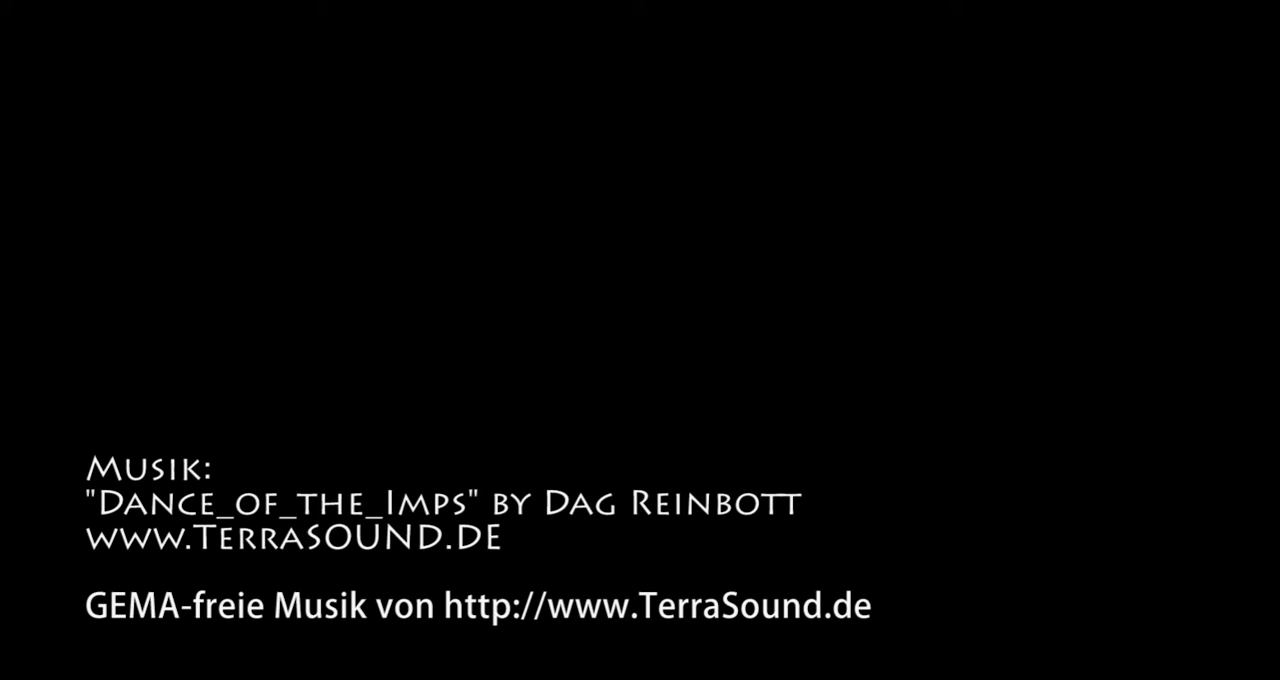 Musik:
"Dance_of_the_Imps" by Dag Reinbott
www.TerraSOUND.de
GEMA-freie Musik von http://www.TerraSound.de